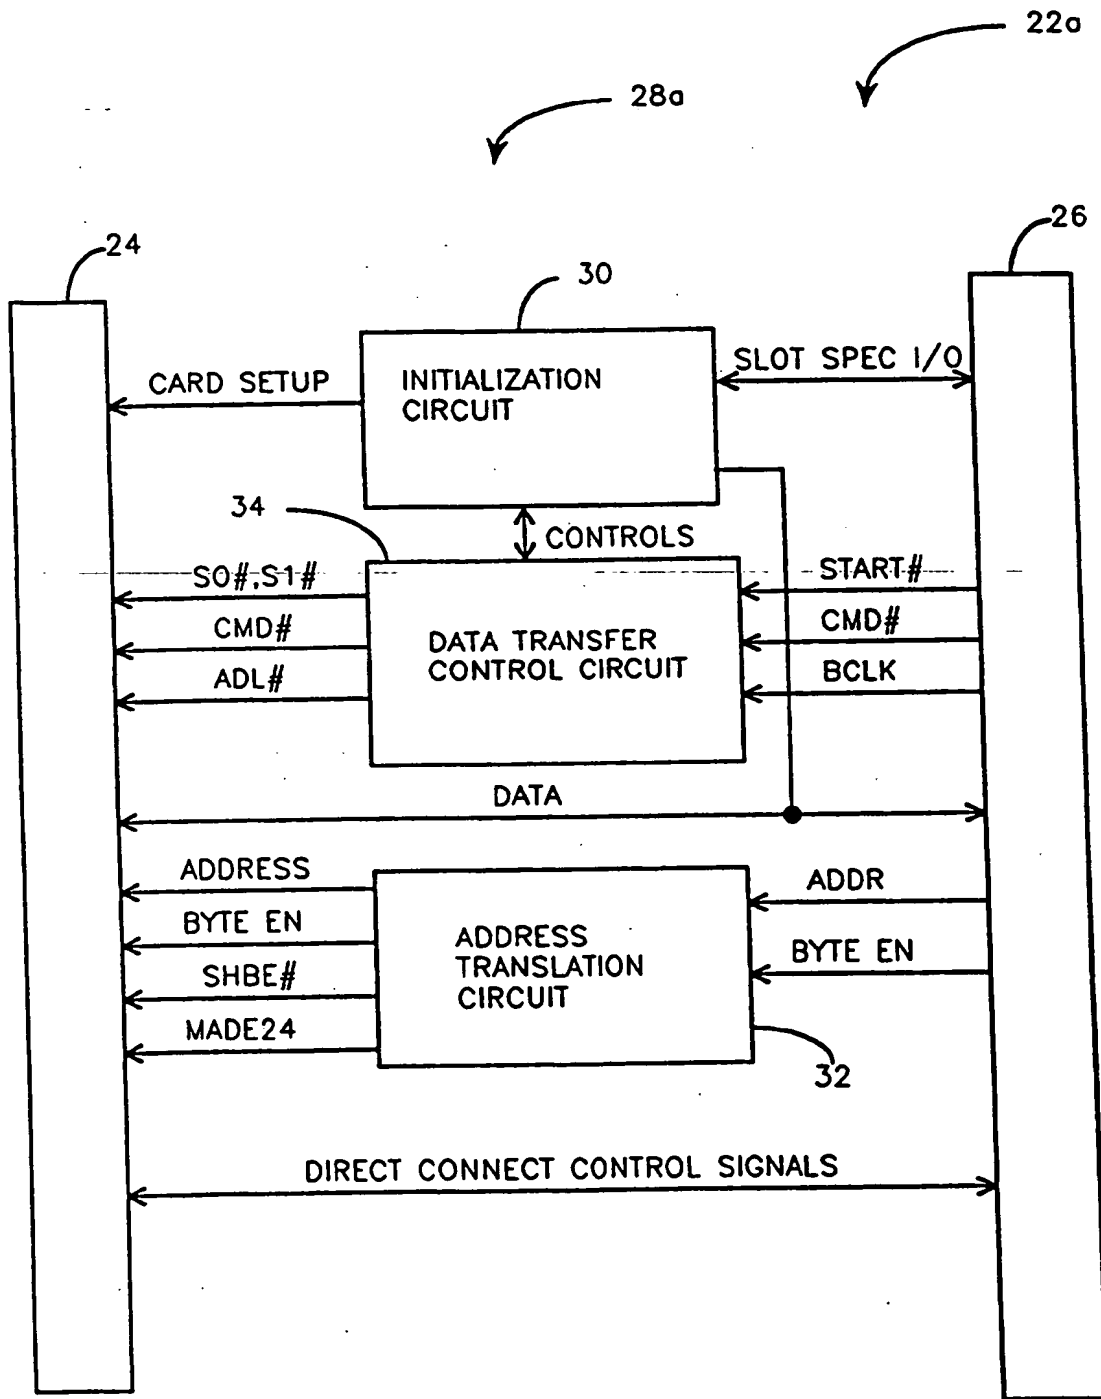 22a
28a
24
26
30
CARD SETUP
INITIALIZATION
CIRCUIT
SLOT SPEC I/O
34
CONTROLS
S0#.S1#
CMD#
ADL#
DATA TRANSFER
CONTROL CIRCUIT
START#
CMD#
BCLK
DATA
ADDRESS
BYTE EN
SHBE#
MADE24
ADDRESS
TRANSLATION
CIRCUIT
ADDR
BYTE EN
32
DIRECT CONNECT CONTROL SIGNALS